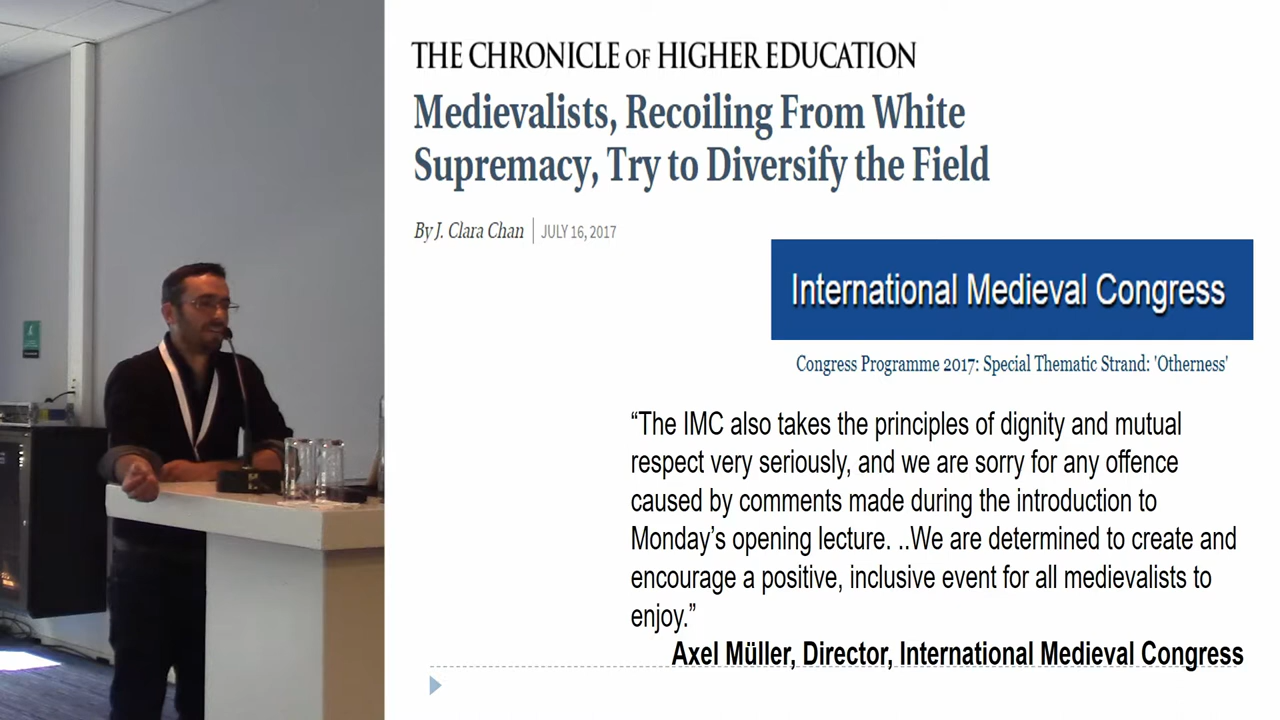 THE CHRONICLE OF HIGHER EDUCATION
Medievalists, Recoiling From White
Supremacy, Try to Diversify the Field
By J. Clara Chan | JULY 16, 2017
International Medieval Congress
Congress Programme 2017: Special Thematic Strand: 'Otherness'
“The IMC also takes the principles of dignity and mutual
respect very seriously, and we are sorry for any offence
caused by comments made during the introduction to
Monday’s opening lecture. ..We are determined to create and
encourage a positive, inclusive event for all medievalists to
enjoy.”
Axel Müller, Director, International Medieval Congress